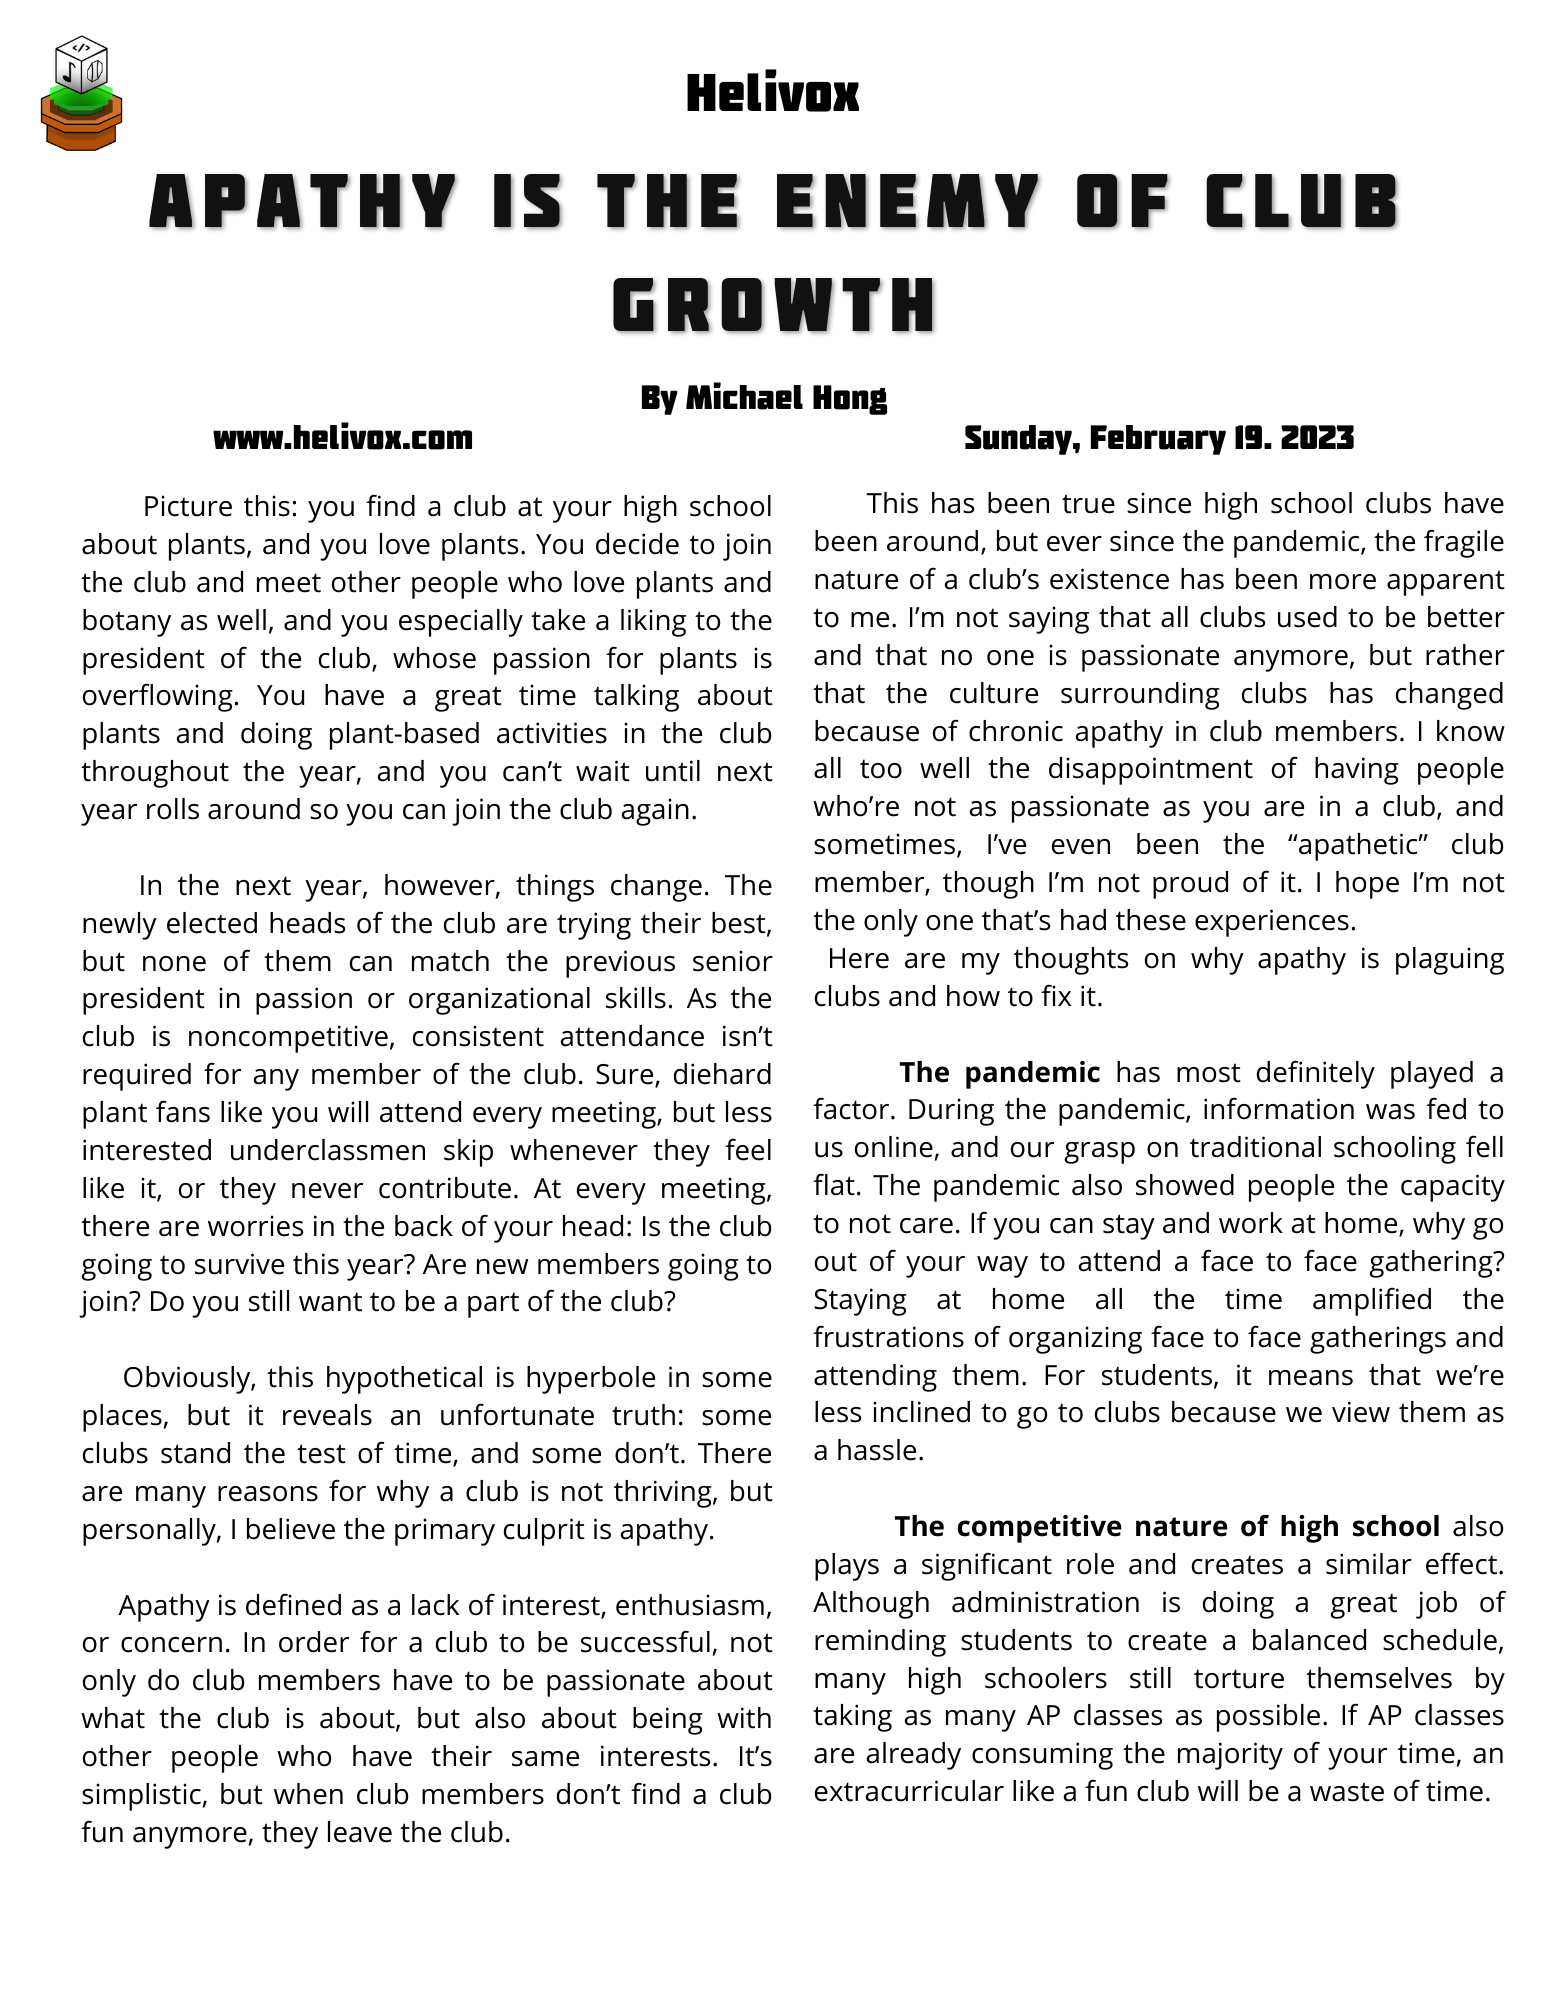 </>
Helivox
APATHY IS THE ENEMY OF CLUB
GROWTH
By Michael Hong
www.helivox.com
Sunday, February 19. 2023
Picture this: you find a club at your high school
about plants, and you love plants. You decide to join
the club and meet other people who love plants and
botany as well, and you especially take a liking to the
president of the club, whose passion for plants is
overflowing. You have a great time talking about
plants and doing plant-based activities in the club
throughout the year, and you can’t wait until next
year rolls around so you can join the club again.
In the next year, however, things change. The
newly elected heads of the club are trying their best,
but none of them can match the previous senior
president in passion or organizational skills. As the
club is noncompetitive, consistent attendance isn’t
required for any member of the club. Sure, diehard
plant fans like you will attend every meeting, but less
interested underclassmen skip whenever they feel
like it, or they never contribute. At every meeting,
there are worries in the back of your head: Is the club
going to survive this year? Are new members going to
join? Do you still want to be a part of the club?
Obviously, this hypothetical is hyperbole in some
places, but it reveals an unfortunate truth: some
clubs stand the test of time, and some don’t. There
are many reasons for why a club is not thriving, but
personally, I believe the primary culprit is apathy.
Apathy is defined as a lack of interest, enthusiasm,
or concern. In order for a club to be successful, not
only do club members have to be passionate about
what the club is about, but also about being with
other people who have their same interests. It’s
simplistic, but when club members don’t find a club
fun anymore, they leave the club.
This has been true since high school clubs have
been around, but ever since the pandemic, the fragile
nature of a club’s existence has been more apparent
to me. I’m not saying that all clubs used to be better
and that no one is passionate anymore, but rather
that the culture surrounding clubs has changed
because of chronic apathy in club members. I know
all too well the disappointment of having people
who’re not as passionate as you are in a club, and
sometimes, I’ve even been the “apathetic” club
member, though I’m not proud of it. I hope I’m not
the only one that’s had these experiences.
Here are my thoughts on why apathy is plaguing
clubs and how to fix it.
The pandemic has most definitely played a
factor. During the pandemic, information was fed to
us online, and our grasp on traditional schooling fell
flat. The pandemic also showed people the capacity
to not care. If you can stay and work at home, why go
out of your way to attend a face to face gathering?
Staying at home all the time amplified the
frustrations of organizing face to face gatherings and
attending them. For students, it means that we’re
less inclined to go to clubs because we view them as
a hassle.
The competitive nature of high school also
plays a significant role and creates a similar effect.
Although administration is doing a great job of
reminding students to create a balanced schedule,
many high schoolers still torture themselves by
taking as many AP classes as possible. If AP classes
are already consuming the majority of your time, an
extracurricular like a fun club will be a waste of time.